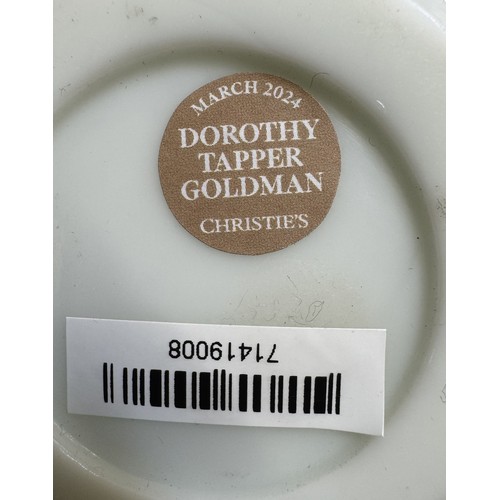 MARCH 2024
DOROTHY
TAPPER
GOLDMAN
CHRISTIE'S
71419008